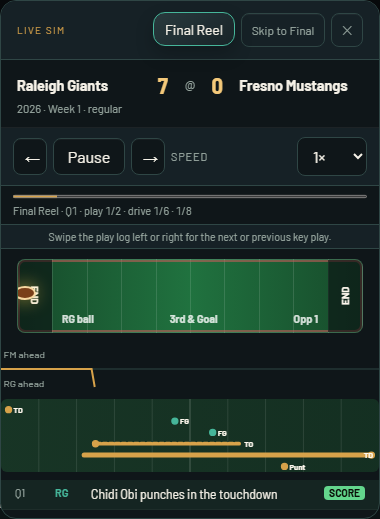 LIVE SIM
Final Reel
Skip to Final
×
Raleigh Giants 7 @ 0 Fresno Mustangs
2026 · Week 1 · regular
← Pause → SPEED 1×
Final Reel · Q1 · play 1/2 · drive 1/6 · 1/8
Swipe the play log left or right for the next or previous key play.
END
END
RG ball 3rd & Goal Opp 1
FM ahead
RG ahead
TD
FG
FG
TD
TD
Punt
Q1 RG Chidi Obi punches in the touchdown SCORE